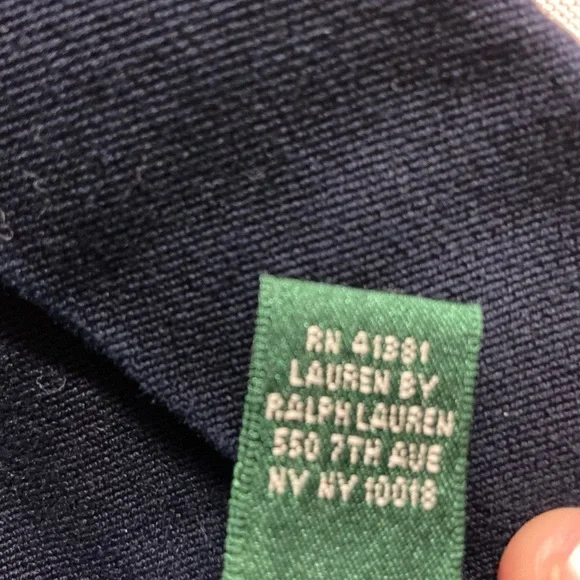 RN 41381
LAUREN BY
RALPH LAUREN
550 7TH AVE
NY NY 10018